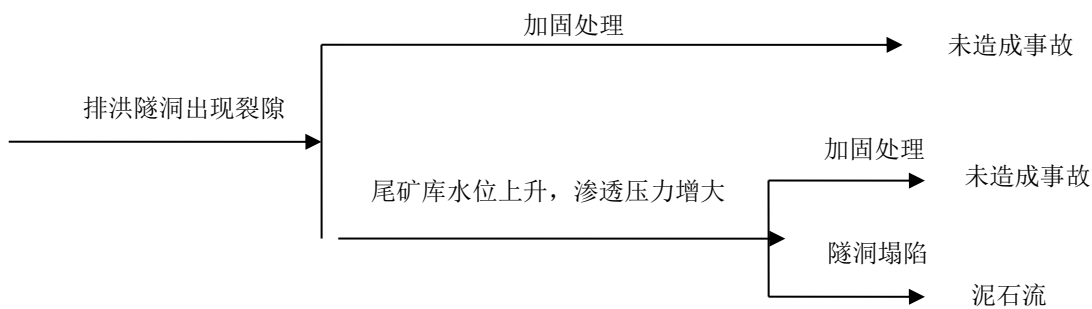 加固处理
未造成事故
排洪隧洞出现裂隙
加固处理
未造成事故
尾矿库水位上升，渗透压力增大
隧洞塌陷
泥石流